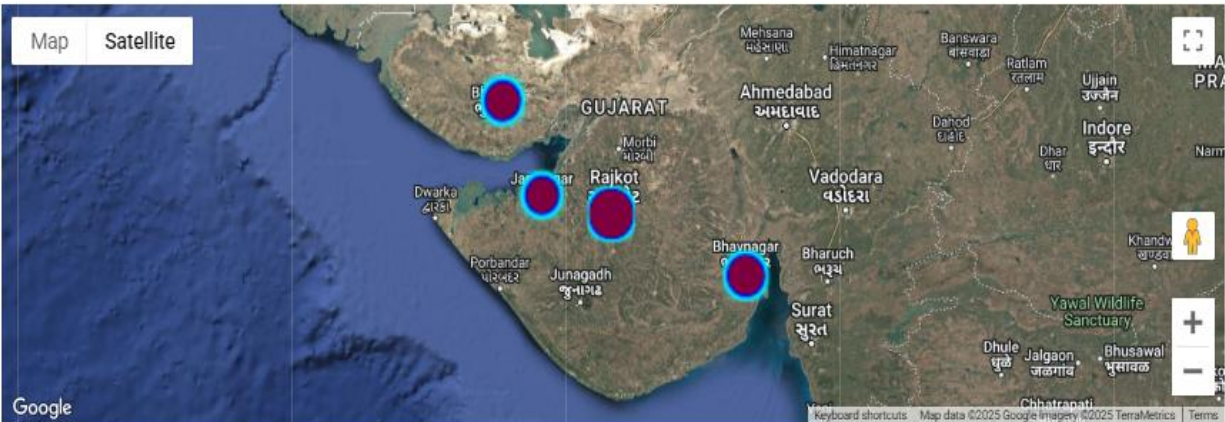 Map Satellite
Mehsana
મહેસાણા
Himatnagar
હિંમતનગર
Banswara
बांसवाड़ा
Ratlam
रतलाम
Ujjain
उज्जैन
PRA
GUJARAT
Ahmedabad
અમદાવાદ
Dahod
દાહોદ
Indore
इन्दौर
Morbi
મોરબી
Dhar
धार
Rajkot
Vadodara
વડોદરા
Dwarka
દ્વારકા
Bhavnagar
Bharuch
ભરૂચ
Porbandar
પોરબંદર
Junagadh
જુનાગઢ
Surat
સુરત
Yawal Wildlife
Sanctuary
Dhule
धुळे
Jalgaon
जळगाव
Bhusawal
भुसावळ
Chhatrapati
Google
Keyboard shortcuts Map data ©2025 Google Imagery ©2025 TerraMetrics Terms